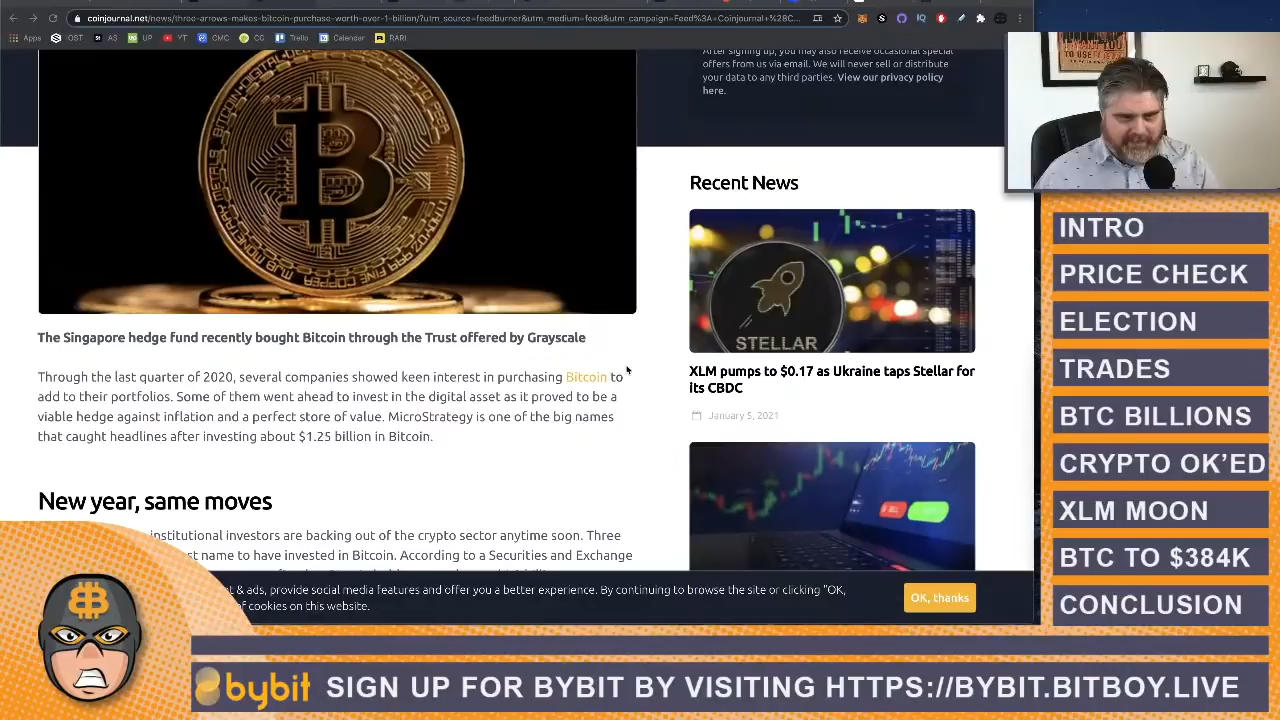 coinjournal.net/news/three-arrows-makes-bitcoin-purchase-worth-over-1-billion/?utm_source=feedburner&utm_medium=feed&utm_campaign=Feed%3A+Coinjournal+%28C...
Apps OST AS UP YT CMC CC Trello Calendar RARI
After signing up, you may also receive occasional special
offers from us via email. We will never sell or distribute
your data to any third parties. View our privacy policy
here.
Recent News
STELLAR
XLM pumps to $0.17 as Ukraine taps Stellar for
its CBDC
January 5, 2021
The Singapore hedge fund recently bought Bitcoin through the Trust offered by Grayscale
Through the last quarter of 2020, several companies showed keen interest in purchasing Bitcoin to
add to their portfolios. Some of them went ahead to invest in the digital asset as it proved to be a
viable hedge against inflation and a perfect store of value. MicroStrategy is one of the big names
that caught headlines after investing about $1.25 billion in Bitcoin.
New year, same moves
institutional investors are backing out of the crypto sector anytime soon. Three
st name to have invested in Bitcoin. According to a Securities and Exchange
t & ads, provide social media features and offer you a better experience. By continuing to browse the site or clicking "OK,
of cookies on this website.
OK, thanks
INTRO
PRICE CHECK
ELECTION
TRADES
BTC BILLIONS
CRYPTO OK'ED
XLM MOON
BTC TO $384K
CONCLUSION
bybit SIGN UP FOR BYBIT BY VISITING HTTPS://BYBIT.BITBOY.LIVE